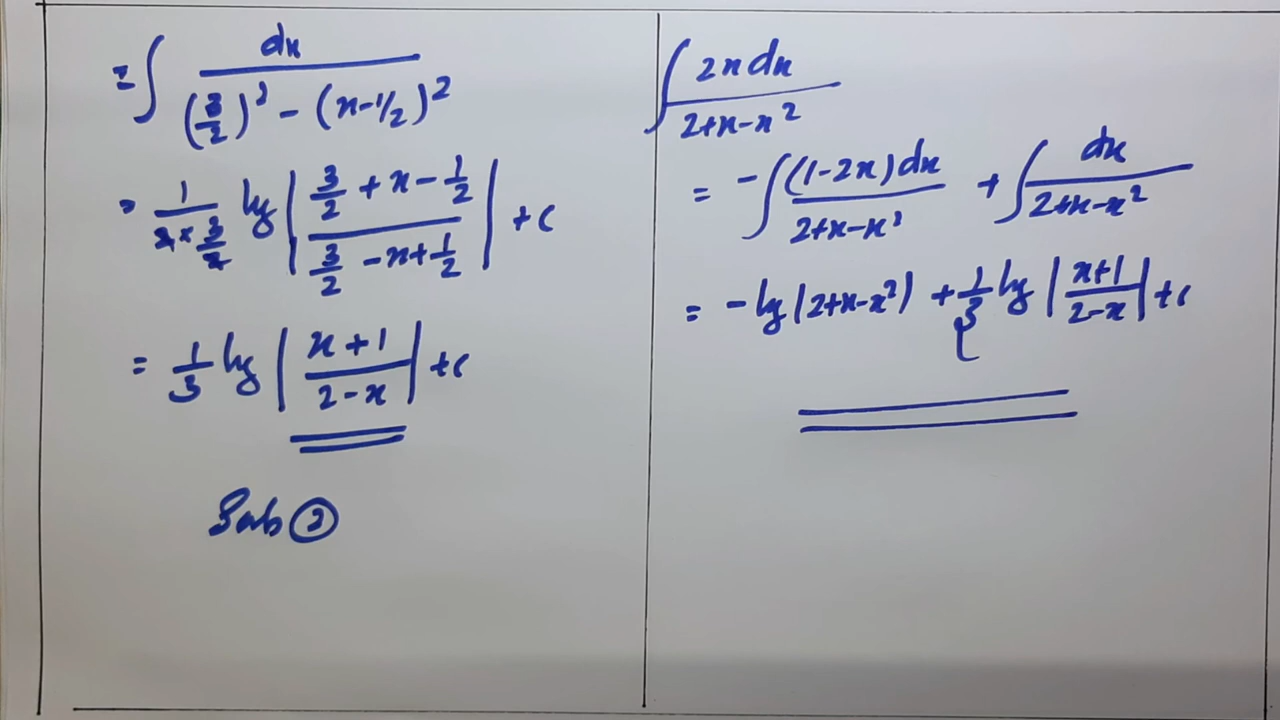 = ∫ dx / ((3/2)² - (x-1/2)²)
= 1/(2×3/2) log | (3/2 + x - 1/2) / (3/2 - x + 1/2) | + c
= 1/3 log | (x+1) / (2-x) | + c
Sub ②
∫ 2x dx / (2+x-x²)
= -∫ (1-2x) dx / (2+x-x²) + ∫ dx / (2+x-x²)
= -log |2+x-x²| + 1/3 log | (x+1) / (2-x) | + c